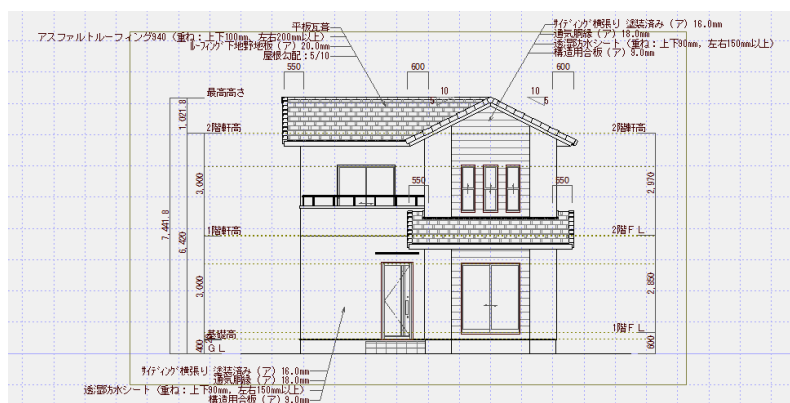 平板瓦葺
アスファルトルーフィング940 (重ね:上下100mm, 左右200mm以上)
ルーフィング下地野地板 (ア) 20.0mm
屋根勾配:5/10
サイディング横張り 塗装済み (ア) 16.0mm
通気胴縁 (ア) 18.0mm
透湿防水シート (重ね:上下90mm, 左右150mm以上)
構造用合板 (ア) 9.0mm
550
600
600
最高高さ
10
5
10
5
1,021.8
2階軒高
2階軒高
3,000
2,970
550
550
7,441.8
6,420
1階軒高
2階FL
3,000
2,850
基礎高
1階FL
400
GL
600
サイディング横張り 塗装済み (ア) 16.0mm
通気胴縁 (ア) 18.0mm
透湿防水シート (重ね:上下90mm, 左右150mm以上)
構造用合板 (ア) 9.0mm